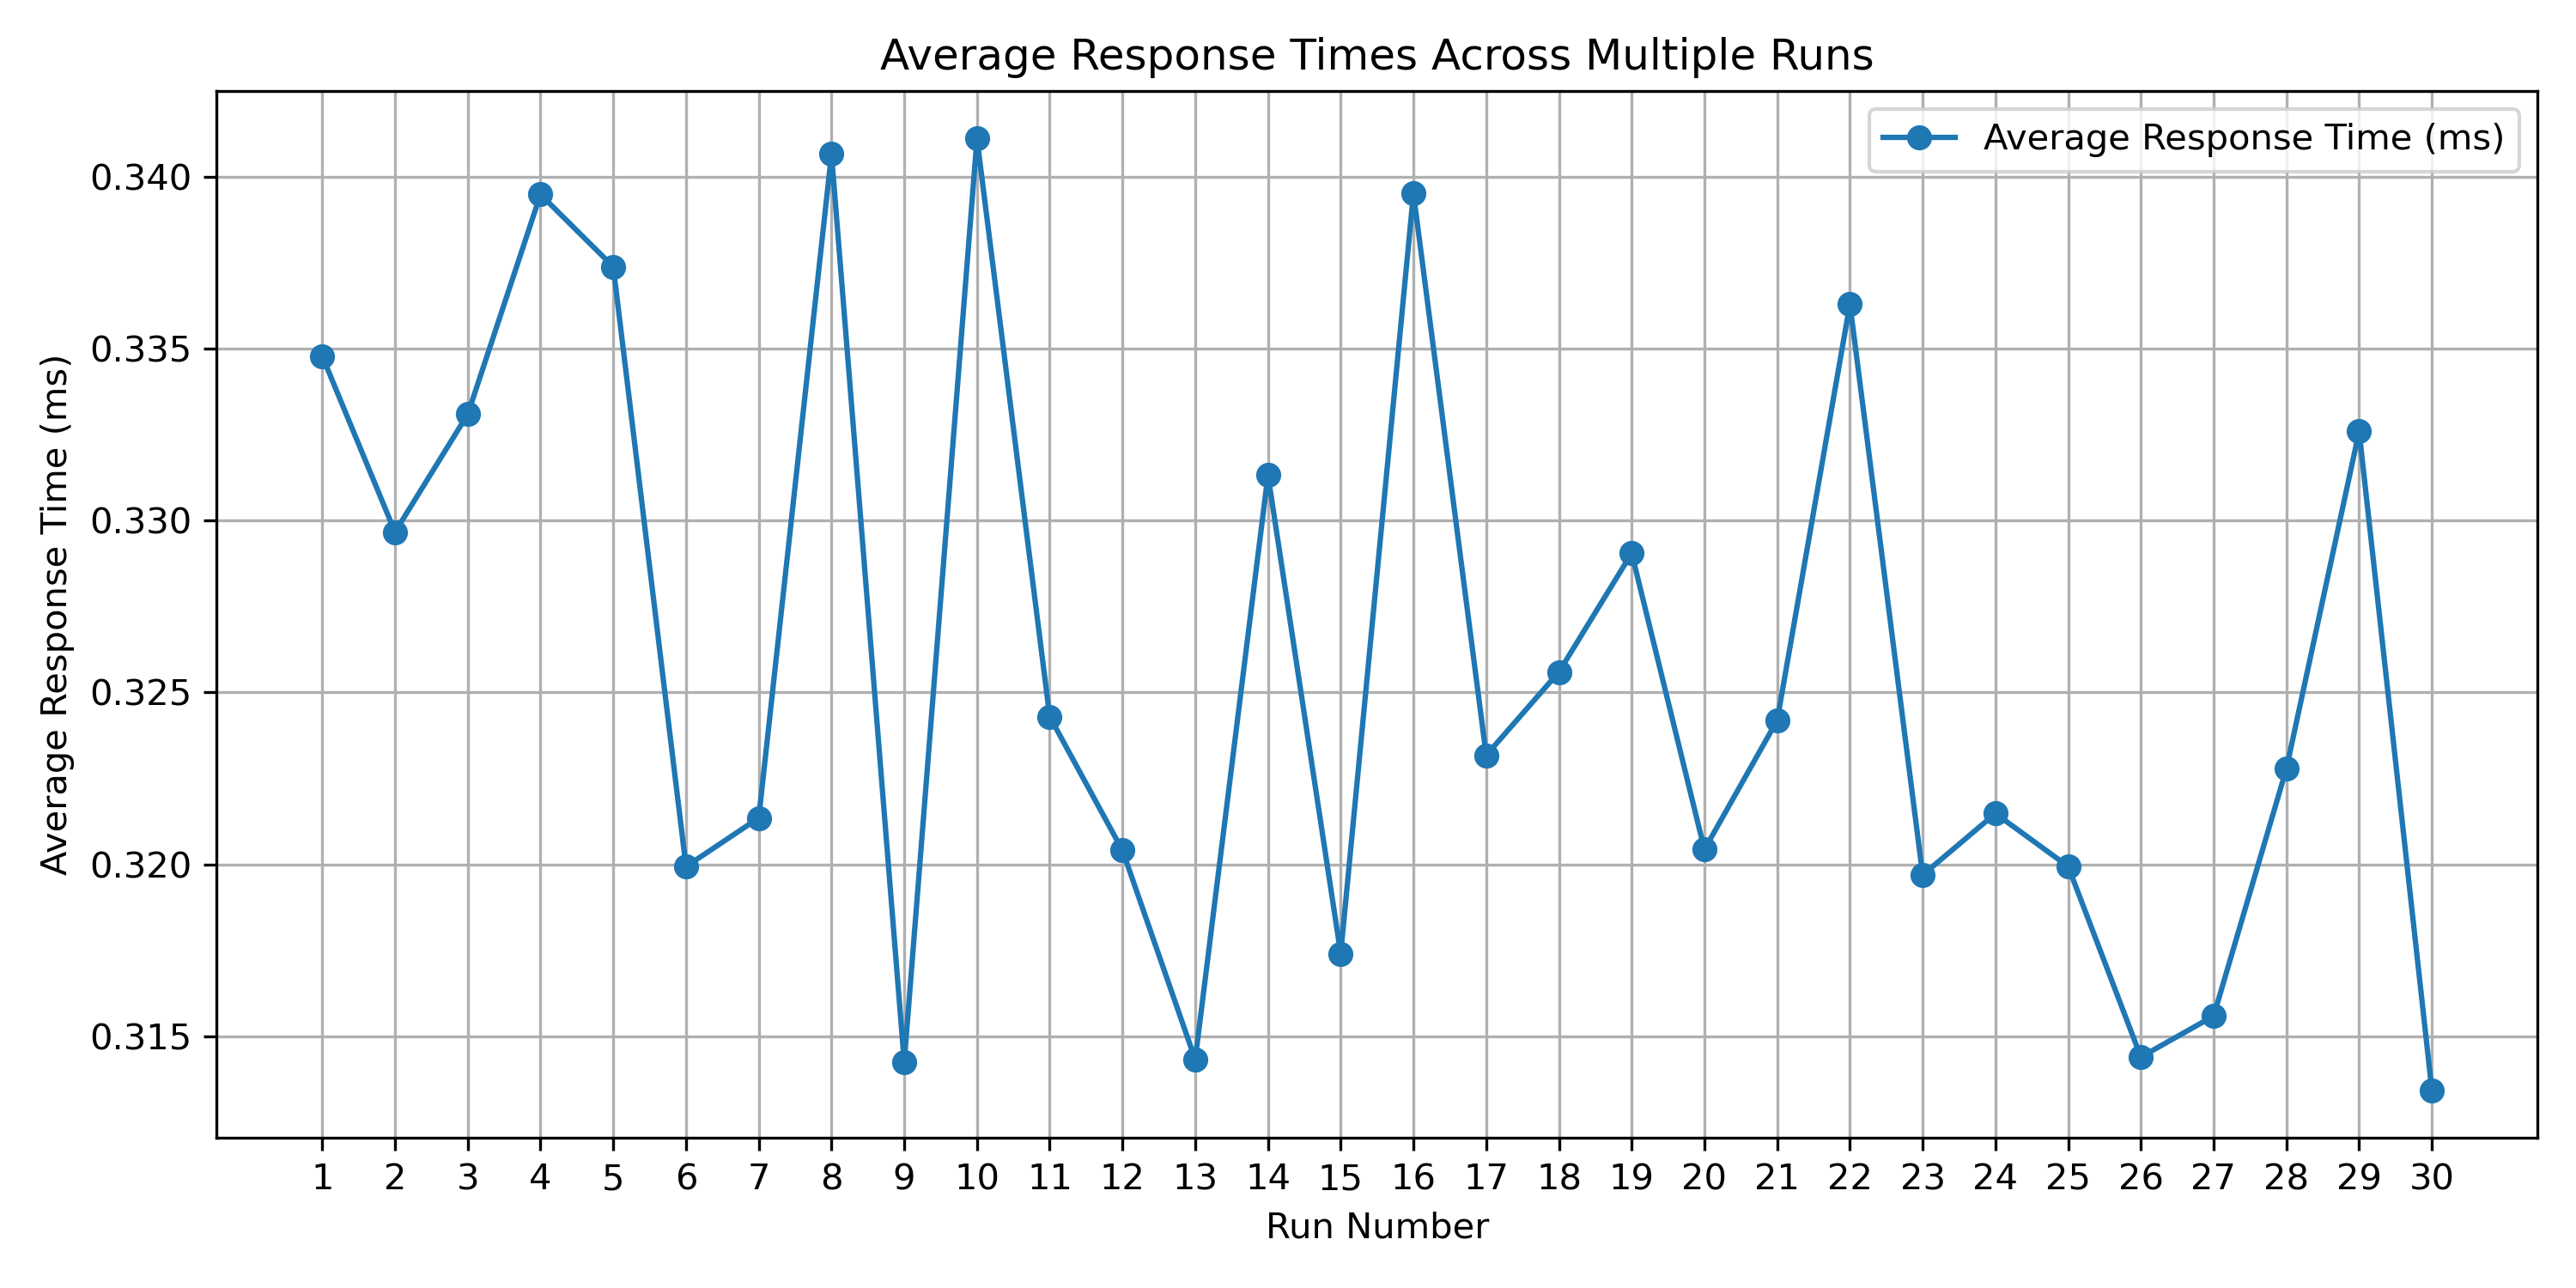 Average Response Times Across Multiple Runs
Average Response Time (ms)
0.340
0.335
0.330
0.325
0.320
0.315
Average Response Time (ms)
1 2 3 4 5 6 7 8 9 10 11 12 13 14 15 16 17 18 19 20 21 22 23 24 25 26 27 28 29 30
Run Number